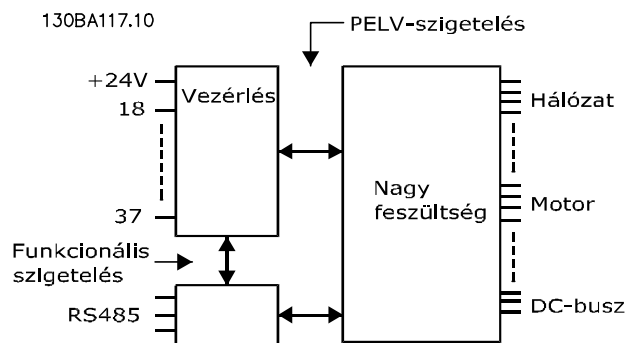 130BA117.10
PELV-szigetelés
+24V
Vezérlés
18
Hálózat
37
Nagy
feszültség
Motor
Funkcionális
szigetelés
RS485
DC-busz